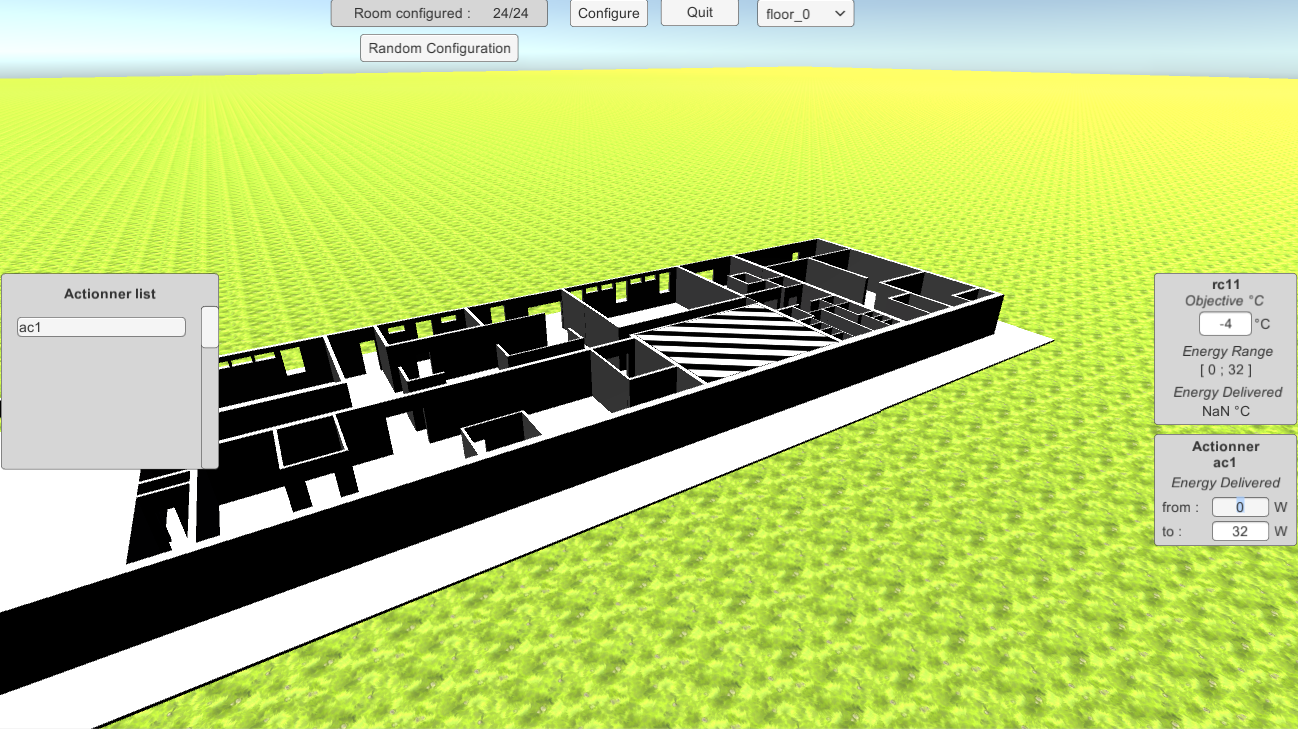 Room configured : 24/24
Configure
Quit
floor_0
Random Configuration
Actionner list
ac1
rc11
Objective °C
-4 °C
Energy Range
[ 0 ; 32 ]
Energy Delivered
NaN °C
Actionner
ac1
Energy Delivered
from : 0 W
to : 32 W